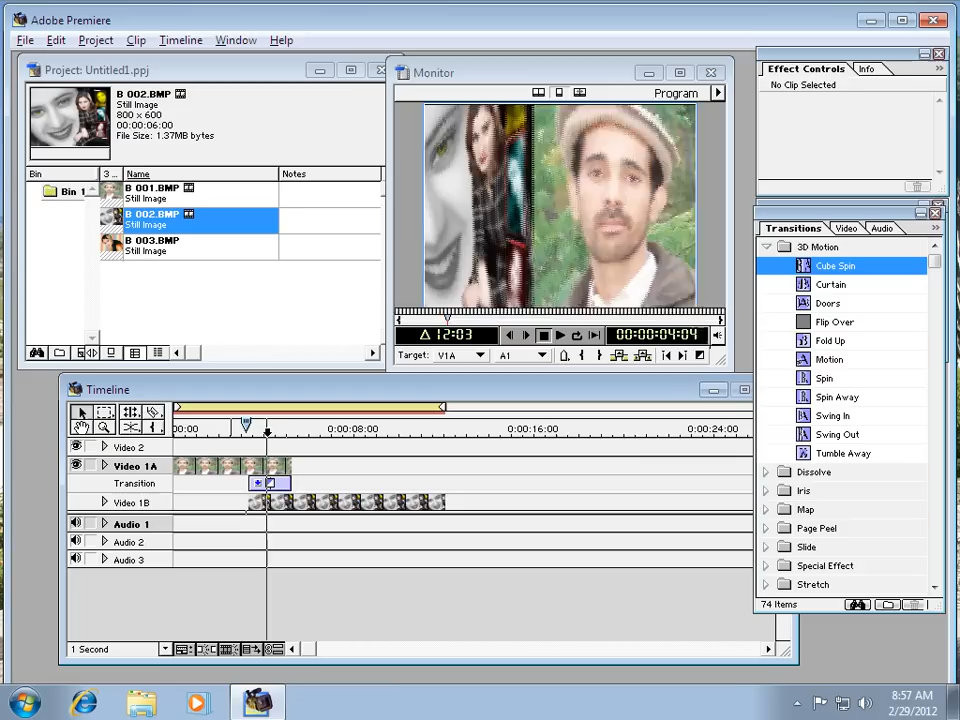 Adobe Premiere
File Edit Project Clip Timeline Window Help
Project: Untitled1.ppj
B 002.BMP
Still Image
800 x 600
00:00:06:00
File Size: 1.37MB bytes
Bin 3... Name Notes
Bin 1
B 001.BMP
Still Image
B 002.BMP
Still Image
B 003.BMP
Still Image
Monitor
Program
Δ 12:03
00:00:04:04
Target: V1A A1
Effect Controls Info
No Clip Selected
Transitions Video Audio
3D Motion
Cube Spin
Curtain
Doors
Flip Over
Fold Up
Motion
Spin
Spin Away
Swing In
Swing Out
Tumble Away
Dissolve
Iris
Map
Page Peel
Slide
Special Effect
Stretch
74 Items
Timeline
:00:00 00:00:08:00 00:00:16:00 00:00:24:00
Video 2
Video 1A
Transition
Video 1B
Audio 1
Audio 2
Audio 3
1 Second
8:57 AM
2/29/2012